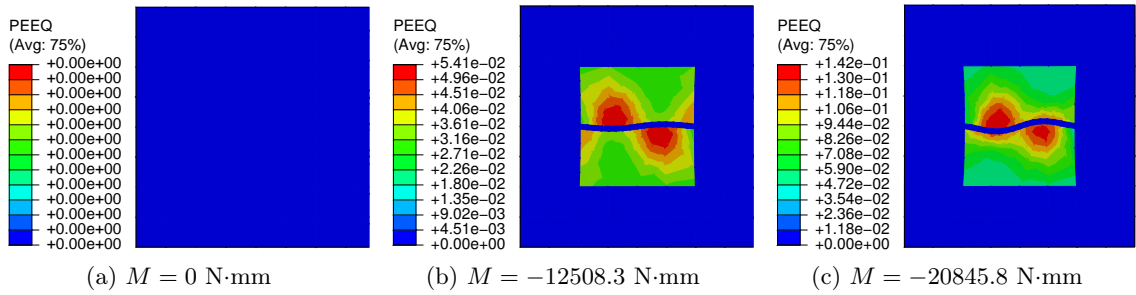 PEEQ
(Avg: 75%)
+0.00e+00
+0.00e+00
+0.00e+00
+0.00e+00
+0.00e+00
+0.00e+00
+0.00e+00
+0.00e+00
+0.00e+00
+0.00e+00
+0.00e+00
+0.00e+00
+0.00e+00
(a) M = 0 N·mm
PEEQ
(Avg: 75%)
+5.41e−02
+4.96e−02
+4.51e−02
+4.06e−02
+3.61e−02
+3.16e−02
+2.71e−02
+2.26e−02
+1.80e−02
+1.35e−02
+9.02e−03
+4.51e−03
+0.00e+00
(b) M = −12508.3 N·mm
PEEQ
(Avg: 75%)
+1.42e−01
+1.30e−01
+1.18e−01
+1.06e−01
+9.44e−02
+8.26e−02
+7.08e−02
+5.90e−02
+4.72e−02
+3.54e−02
+2.36e−02
+1.18e−02
+0.00e+00
(c) M = −20845.8 N·mm